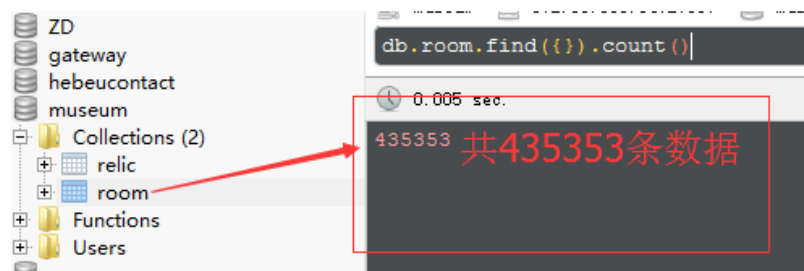 ZD
gateway
hebeucontact
museum
Collections (2)
relic
room
Functions
Users
db.room.find({}).count()
0.005 sec.
435353
共435353条数据